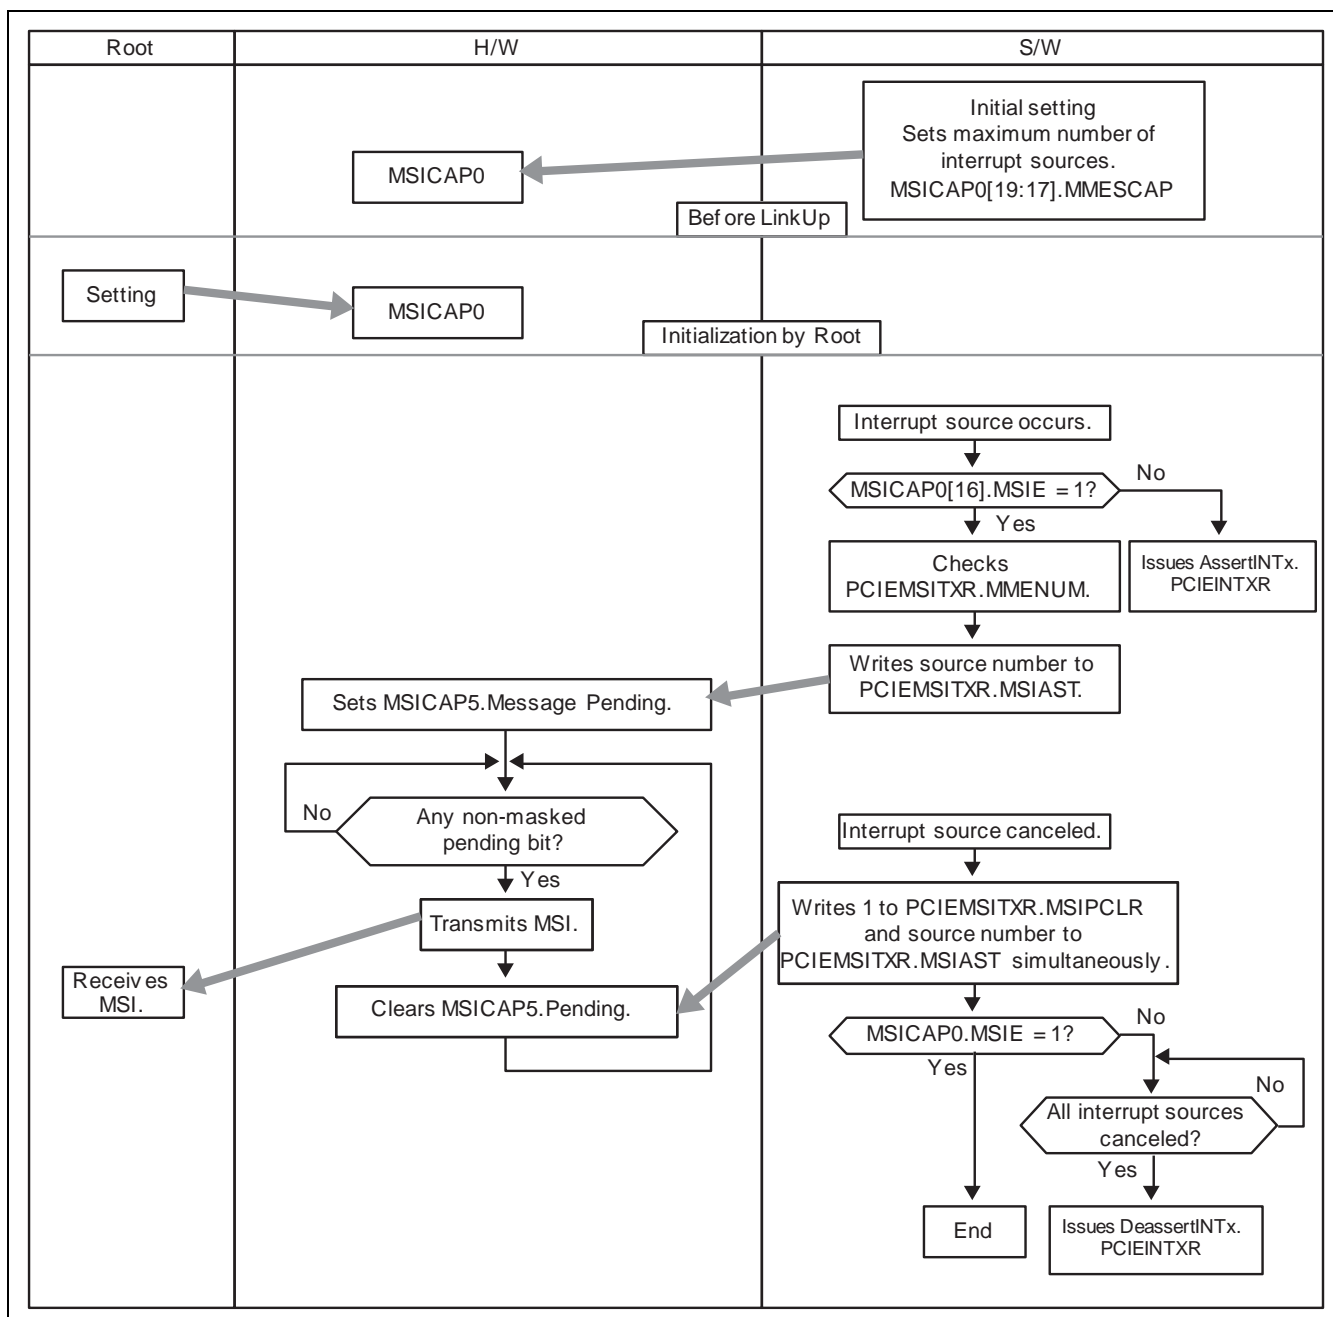 Root
H/W
S/W
Initial setting
Sets maximum number of
interrupt sources.
MSICAP0[19:17].MMESCAP
MSICAP0
Before LinkUp
Setting
MSICAP0
Initialization by Root
Interrupt source occurs.
MSICAP0[16].MSIE = 1?
No
Yes
Checks
PCIEMSITXR.MMENUM.
Issues AssertINTx.
PCIEINTXR
Writes source number to
PCIEMSITXR.MSIAST.
Sets MSICAP5.Message Pending.
No
Any non-masked
pending bit?
Yes
Transmits MSI.
Receives
MSI.
Clears MSICAP5.Pending.
Interrupt source canceled.
Writes 1 to PCIEMSITXR.MSIPCLR
and source number to
PCIEMSITXR.MSIAST simultaneously.
MSICAP0.MSIE = 1?
No
Yes
No
All interrupt sources
canceled?
Yes
End
Issues DeassertINTx.
PCIEINTXR